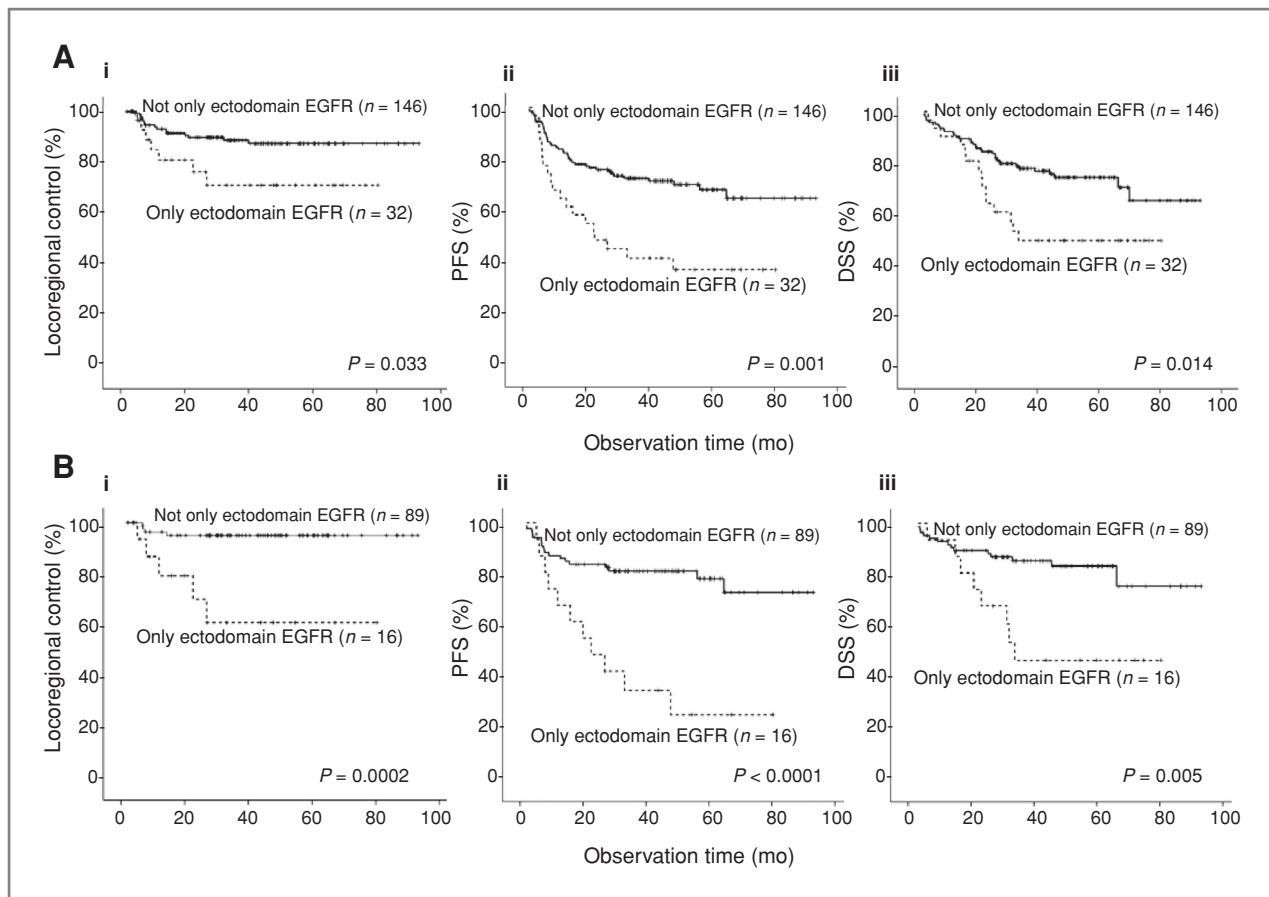 A
i
Locoregional control (%)
100
80
60
40
20
0
Not only ectodomain EGFR (n = 146)
Only ectodomain EGFR (n = 32)
P = 0.033
0 20 40 60 80 100
ii
PFS (%)
100
80
60
40
20
0
Not only ectodomain EGFR (n = 146)
Only ectodomain EGFR (n = 32)
P = 0.001
0 20 40 60 80 100
iii
DSS (%)
100
80
60
40
20
0
Not only ectodomain EGFR (n = 146)
Only ectodomain EGFR (n = 32)
P = 0.014
0 20 40 60 80 100
Observation time (mo)
B
i
Locoregional control (%)
100
80
60
40
20
0
Not only ectodomain EGFR (n = 89)
Only ectodomain EGFR (n = 16)
P = 0.0002
0 20 40 60 80 100
ii
PFS (%)
100
80
60
40
20
0
Not only ectodomain EGFR (n = 89)
Only ectodomain EGFR (n = 16)
P < 0.0001
0 20 40 60 80 100
iii
DSS (%)
100
80
60
40
20
0
Not only ectodomain EGFR (n = 89)
Only ectodomain EGFR (n = 16)
P = 0.005
0 20 40 60 80 100
Observation time (mo)